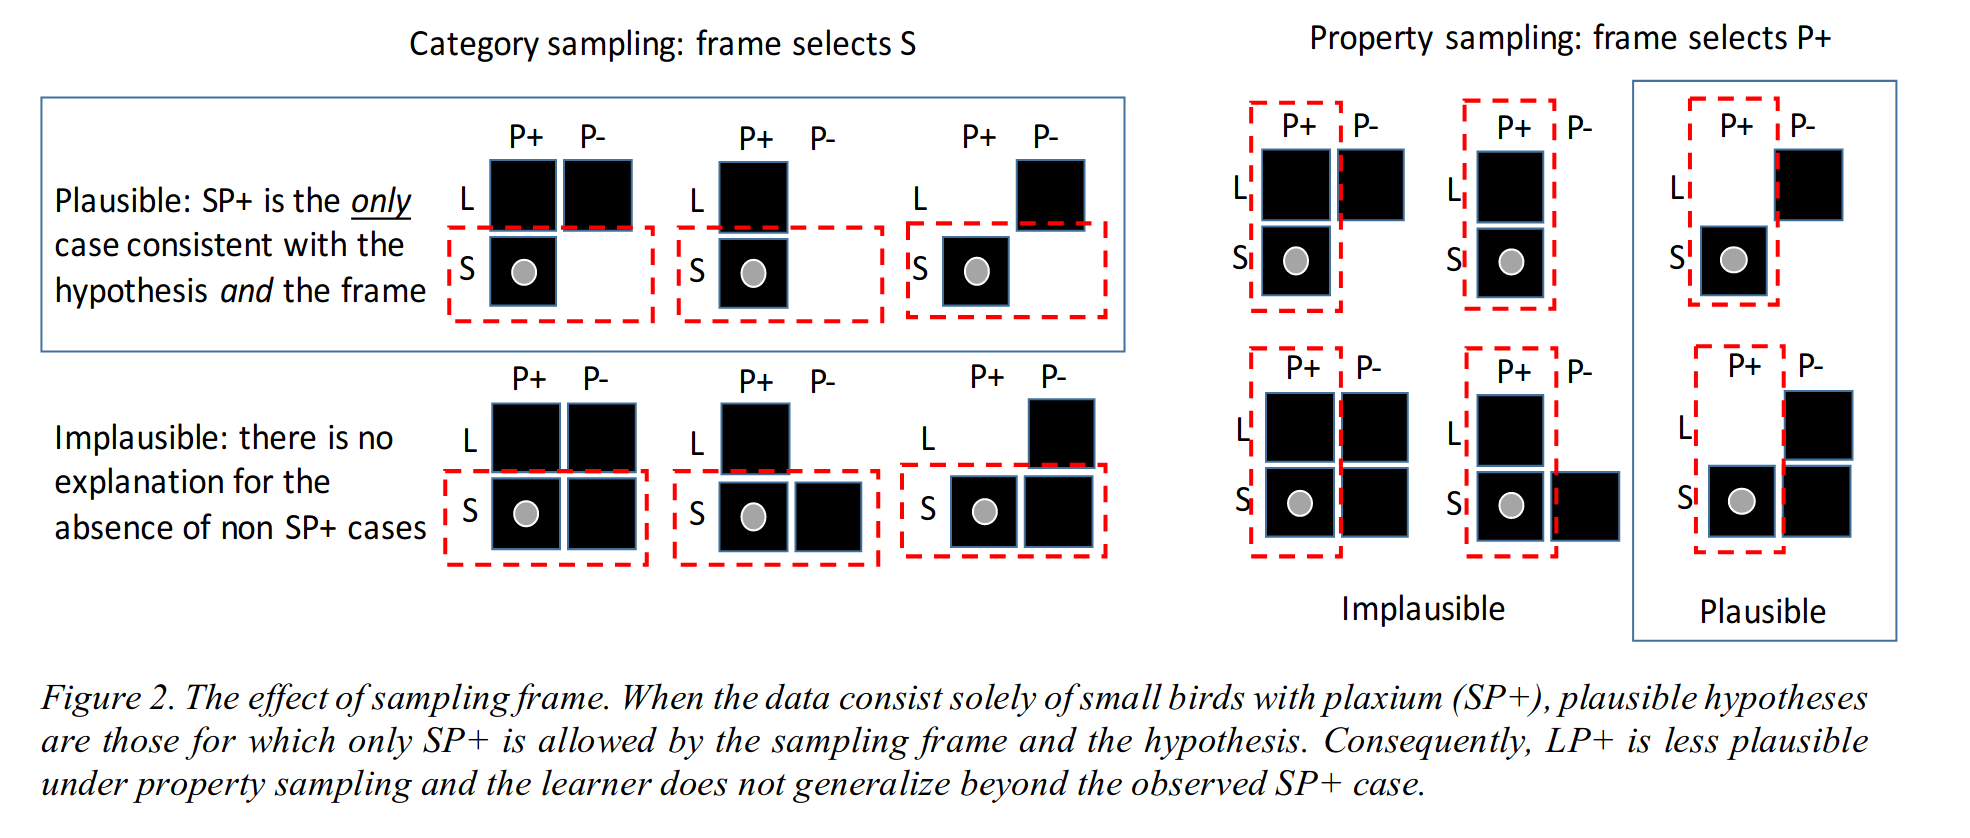 Category sampling: frame selects S
Plausible: SP+ is the only
case consistent with the
hypothesis and the frame
P+ P-
L
S
P+ P-
L
S
P+ P-
L
S
Implausible: there is no
explanation for the
absence of non SP+ cases
P+ P-
L
S
P+ P-
L
S
P+ P-
L
S
Property sampling: frame selects P+
P+ P-
L
S
P+ P-
L
S
P+ P-
L
S
P+ P-
L
S
P+ P-
L
S
P+ P-
L
S
Implausible
Plausible
Figure 2. The effect of sampling frame. When the data consist solely of small birds with plaxium (SP+), plausible hypotheses
are those for which only SP+ is allowed by the sampling frame and the hypothesis. Consequently, LP+ is less plausible
under property sampling and the learner does not generalize beyond the observed SP+ case.